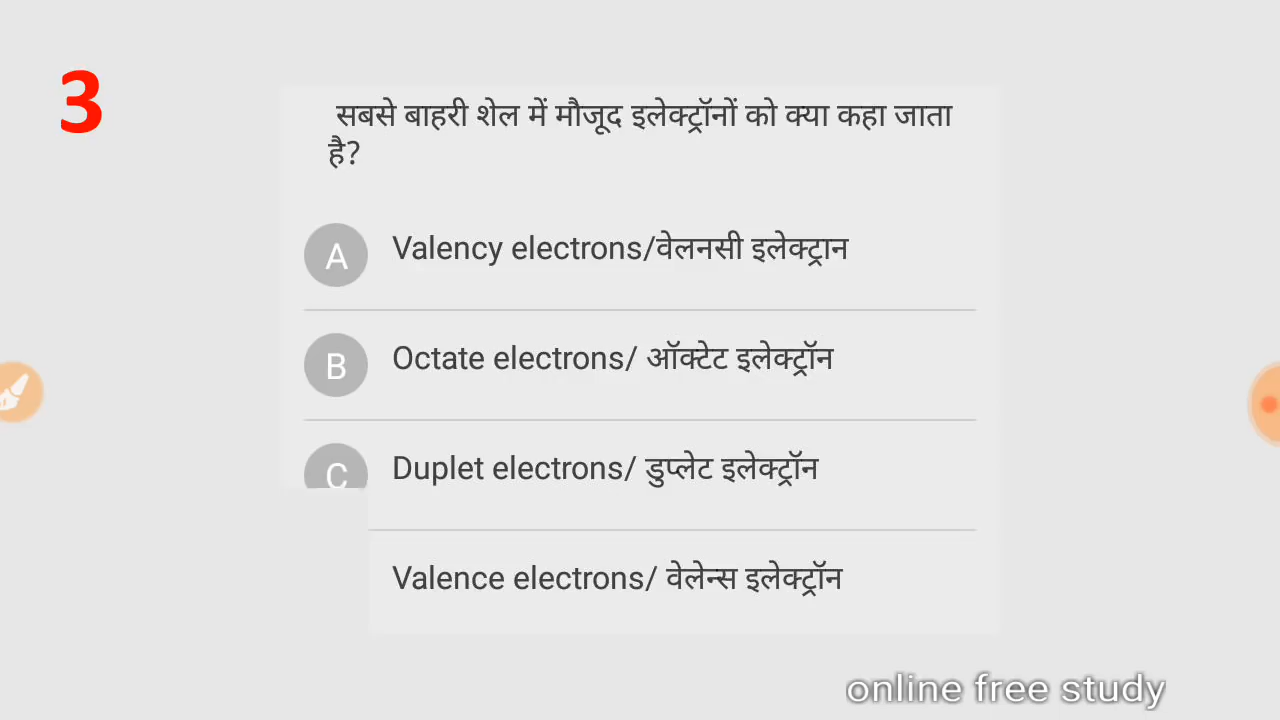 3
सबसे बाहरी शेल में मौजूद इलेक्ट्रॉनों को क्या कहा जाता
है?
A Valency electrons/वेलनसी इलेक्ट्रान
B Octate electrons/ ऑक्टेट इलेक्ट्रॉन
C Duplet electrons/ डुप्लेट इलेक्ट्रॉन
Valence electrons/ वेलेन्स इलेक्ट्रॉन
online free study